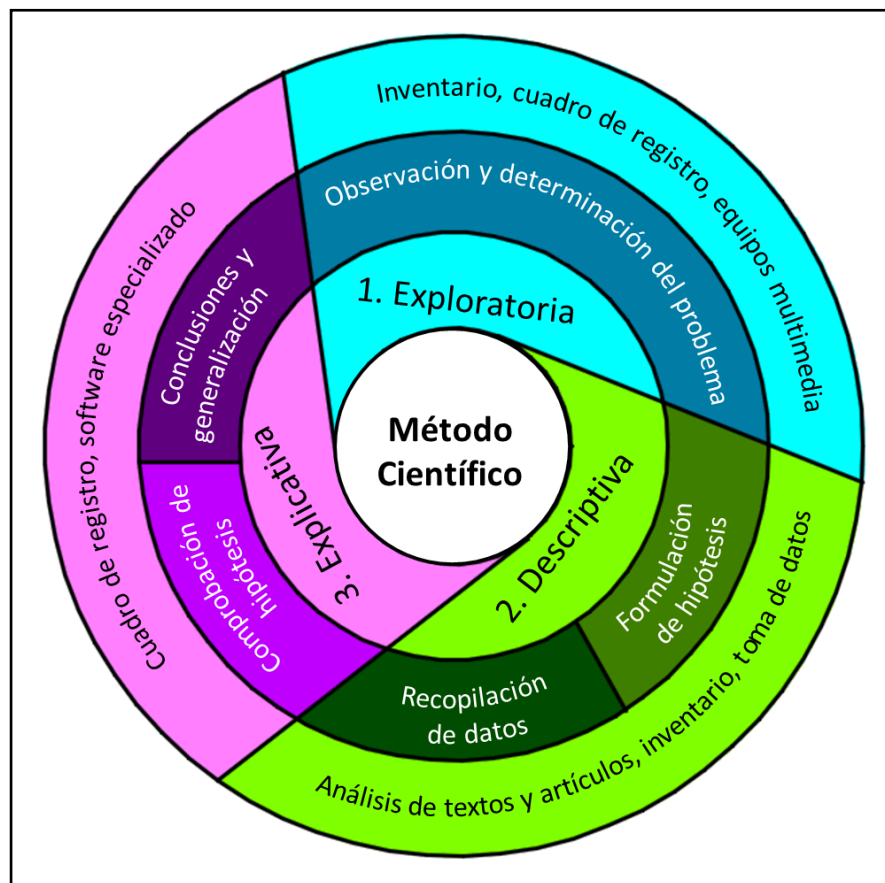 Método
Científico
1. Exploratoria
Observación y determinación del problema
Inventario, cuadro de registro, equipos multimedia
2. Descriptiva
Formulación
de hipótesis
Recopilación
de datos
Análisis de textos y artículos, inventario, toma de datos
3. Explicativa
Comprobación de
hipótesis
Conclusiones y
generalización
Cuadro de registro, software especializado